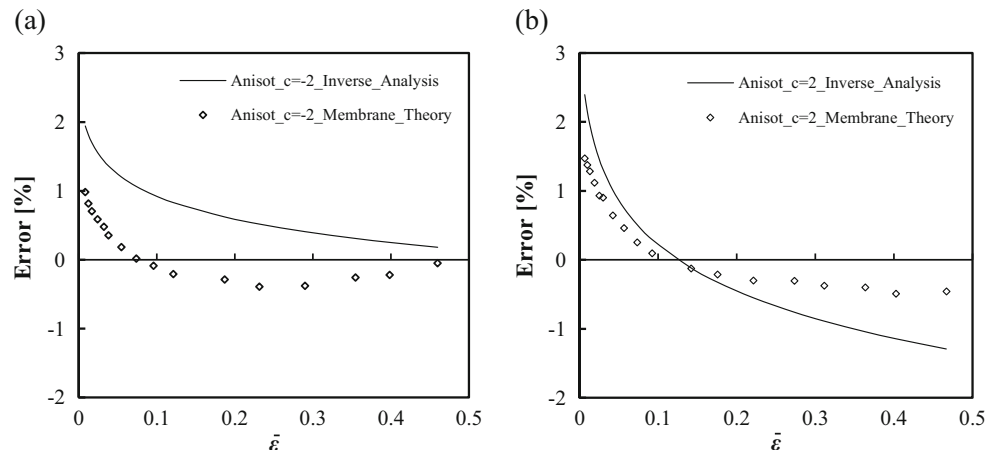 (a)
Error [%]
3
2
1
0
-1
-2
0
0.1
0.2
0.3
0.4
0.5
ε̄
Anisot_c=-2_Inverse_Analysis
Anisot_c=-2_Membrane_Theory
(b)
Error [%]
3
2
1
0
-1
-2
0
0.1
0.2
0.3
0.4
0.5
ε̄
Anisot_c=2_Inverse_Analysis
Anisot_c=2_Membrane_Theory